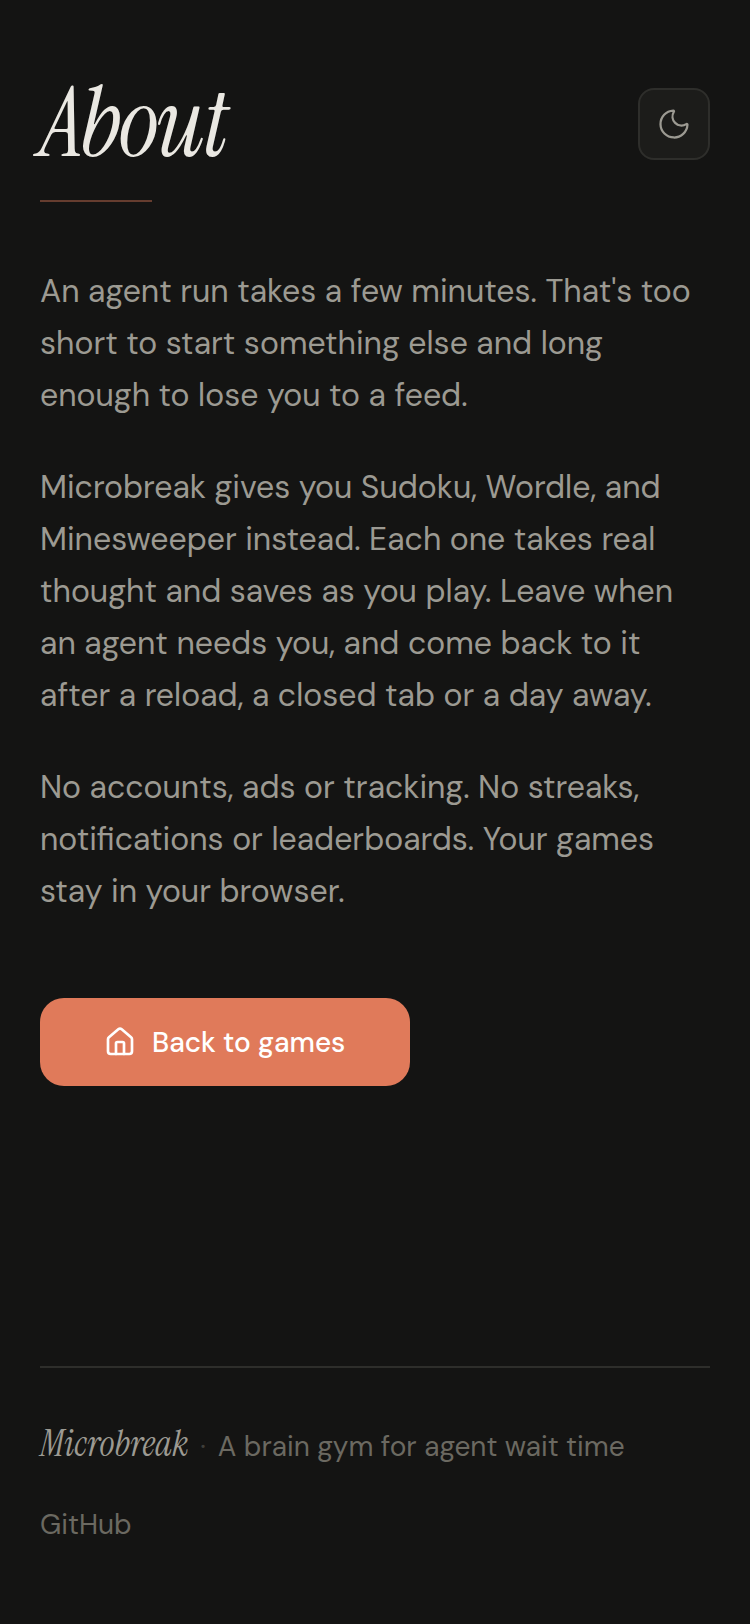 About
An agent run takes a few minutes. That's too
short to start something else and long
enough to lose you to a feed.
Microbreak gives you Sudoku, Wordle, and
Minesweeper instead. Each one takes real
thought and saves as you play. Leave when
an agent needs you, and come back to it
after a reload, a closed tab or a day away.
No accounts, ads or tracking. No streaks,
notifications or leaderboards. Your games
stay in your browser.
Back to games
Microbreak · A brain gym for agent wait time
GitHub